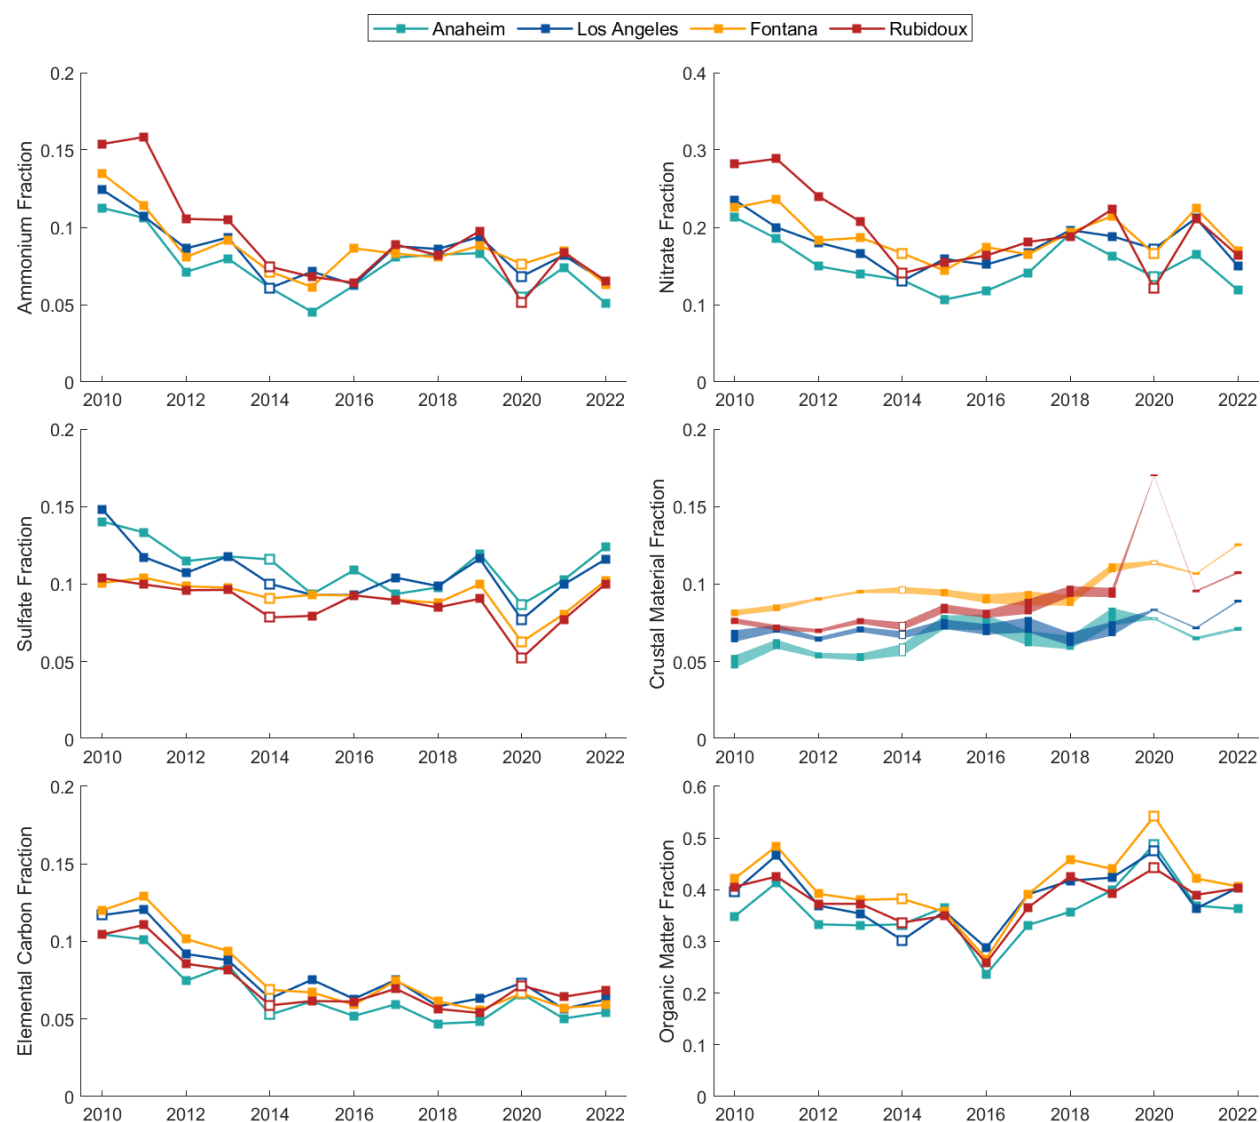 Anaheim Los Angeles Fontana Rubidoux
Ammonium Fraction
0.2
0.15
0.1
0.05
0
2010 2012 2014 2016 2018 2020 2022
Nitrate Fraction
0.4
0.3
0.2
0.1
0
2010 2012 2014 2016 2018 2020 2022
Sulfate Fraction
0.2
0.15
0.1
0.05
0
2010 2012 2014 2016 2018 2020 2022
Crustal Material Fraction
0.2
0.15
0.1
0.05
0
2010 2012 2014 2016 2018 2020 2022
Elemental Carbon Fraction
0.2
0.15
0.1
0.05
0
2010 2012 2014 2016 2018 2020 2022
Organic Matter Fraction
0.6
0.5
0.4
0.3
0.2
0.1
0
2010 2012 2014 2016 2018 2020 2022